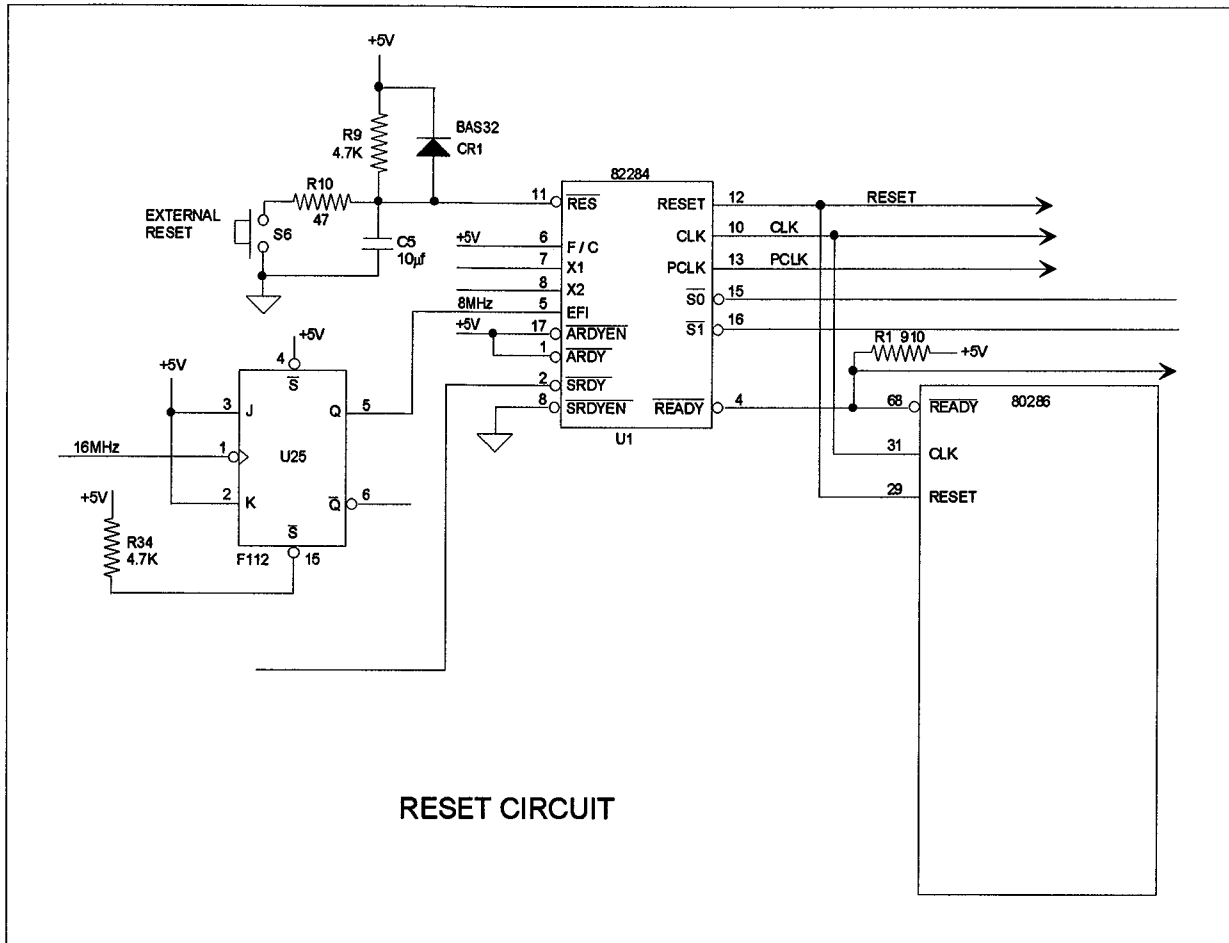 +5V
R9
4.7K
BAS32
CR1
R10
47
EXTERNAL
RESET
S6
C5
10µf
82284
11 RES
+5V 6 F / C
7 X1
8 X2
8MHz 5 EFI
+5V 17 ARDYEN
1 ARDY
2 SRDY
8 SRDYEN
RESET 12 RESET
CLK 10 CLK
PCLK 13 PCLK
S0 15
S1 16
READY 4
U1
R1 910
+5V
80286
68 READY
31 CLK
29 RESET
+5V
4
S
+5V
3 J
Q 5
16MHz 1
U25
2 K
Q 6
S
F112 15
+5V
R34
4.7K
RESET CIRCUIT